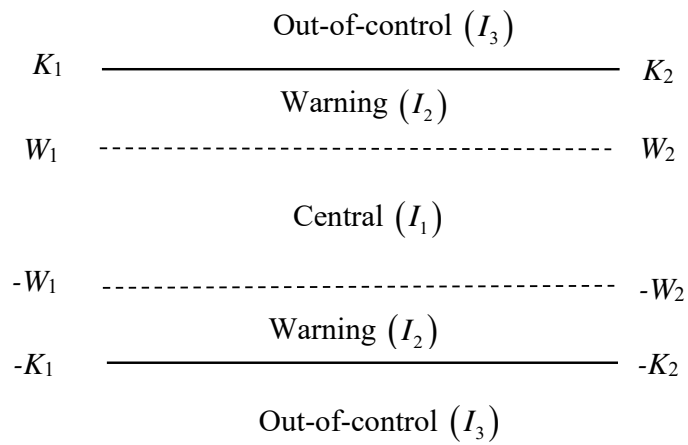 Out-of-control (I₃)
K₁ K₂
Warning (I₂)
W₁ W₂
Central (I₁)
-W₁ -W₂
Warning (I₂)
-K₁ -K₂
Out-of-control (I₃)